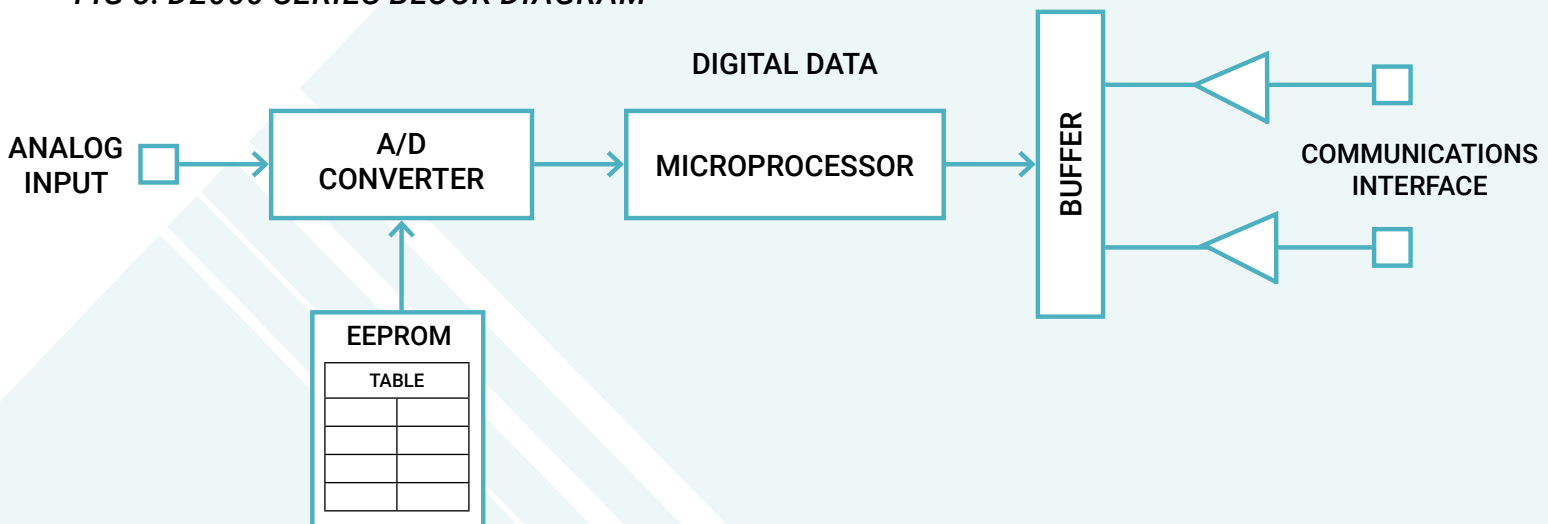 DIGITAL DATA
ANALOG
INPUT
A/D
CONVERTER
MICROPROCESSOR
BUFFER
COMMUNICATIONS
INTERFACE
EEPROM
TABLE